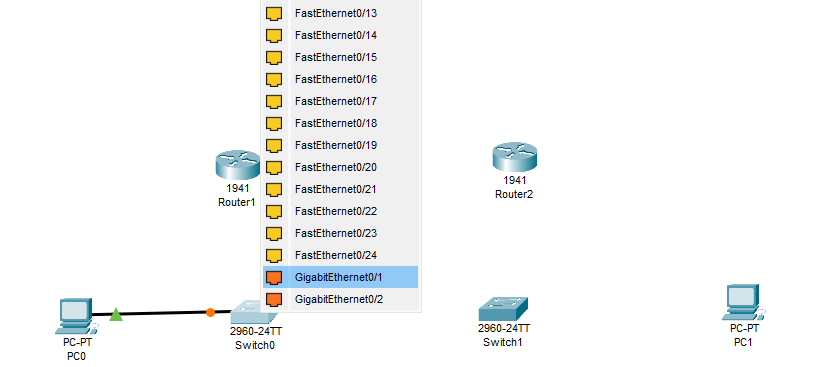 FastEthernet0/13
FastEthernet0/14
FastEthernet0/15
FastEthernet0/16
FastEthernet0/17
FastEthernet0/18
FastEthernet0/19
FastEthernet0/20
FastEthernet0/21
FastEthernet0/22
FastEthernet0/23
FastEthernet0/24
GigabitEthernet0/1
GigabitEthernet0/2
1941
Router1
1941
Router2
PC-PT
PC0
2960-24TT
Switch0
2960-24TT
Switch1
PC-PT
PC1